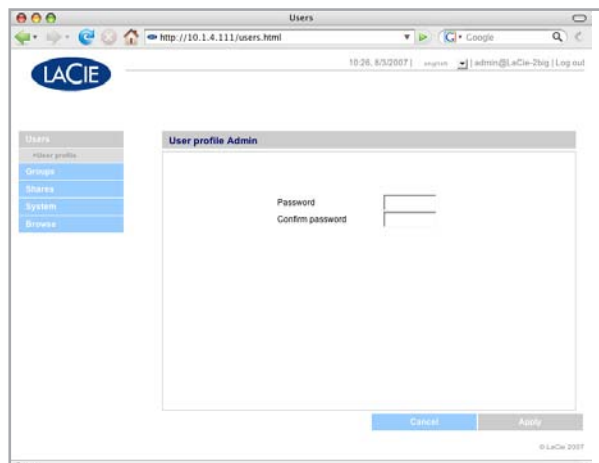 Users
http://10.1.4.111/users.html
Google
10:26, 8/3/2007 | english | admin@LaCie-2big | Log out
LACIE
Users
User profile
Groups
Shares
System
Browse
User profile Admin
Password
Confirm password
Cancel
Apply
© LaCie 2007